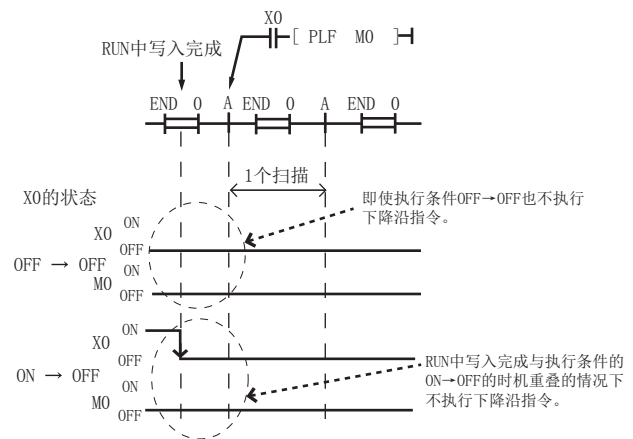 X0
[ PLF M0 ]
RUN中写入完成
END 0 A END 0 A END 0
1个扫描
X0的状态
即使执行条件OFF→OFF也不执行
下降沿指令。
ON
X0
OFF
OFF → OFF
ON
M0
OFF
ON
X0
OFF
ON → OFF
ON
M0
OFF
RUN中写入完成与执行条件的
ON→OFF的时机重叠的情况下
不执行下降沿指令。